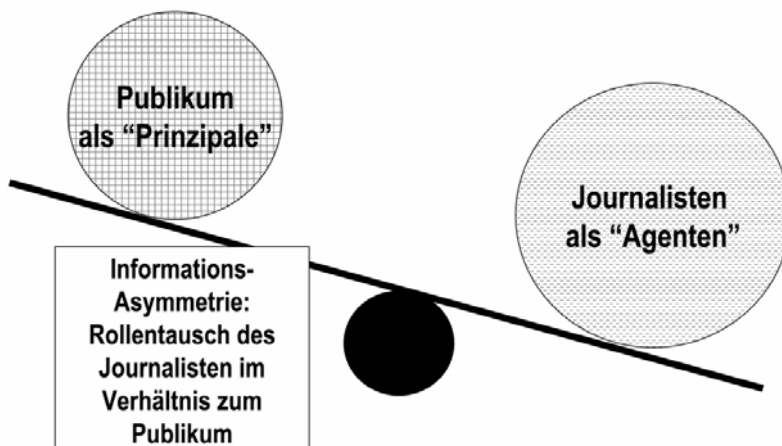 Publikum
als “Prinzipale”
Journalisten
als “Agenten”
Informations-
Asymmetrie:
Rollentausch des
Journalisten im
Verhältnis zum
Publikum